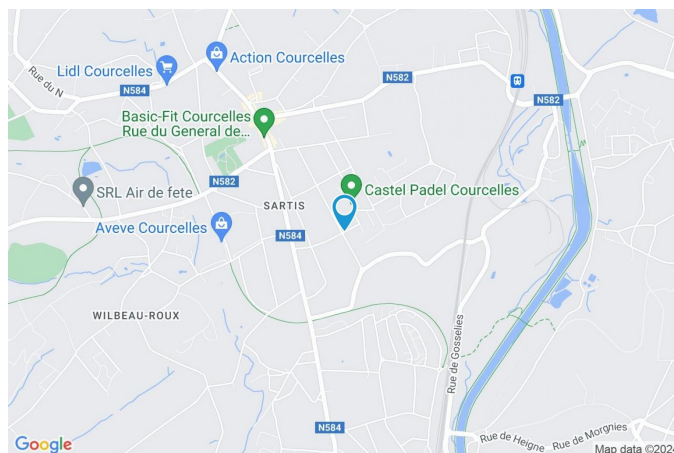 Action Courcelles
Lidl Courcelles
Rue du N
N584
N582
N582
Basic-Fit Courcelles
Rue du General de...
N582
SRL Air de fete
Castel Padel Courcelles
SARTIS
Aveve Courcelles
N584
WILBEAU-ROUX
Rue de Gosselies
N584
Rue de Heigne
Rue de Morgnies
Google
Map data ©2024